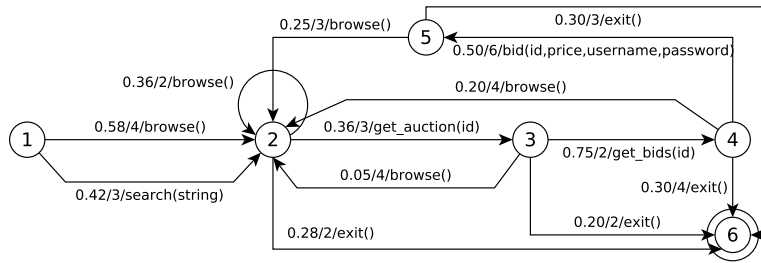 0.30/3/exit()
0.25/3/browse()
5
0.50/6/bid(id,price,username,password)
0.36/2/browse()
0.20/4/browse()
1
0.58/4/browse()
2
0.36/3/get_auction(id)
3
0.75/2/get_bids(id)
4
0.05/4/browse()
0.42/3/search(string)
0.30/4/exit()
0.28/2/exit()
0.20/2/exit()
6